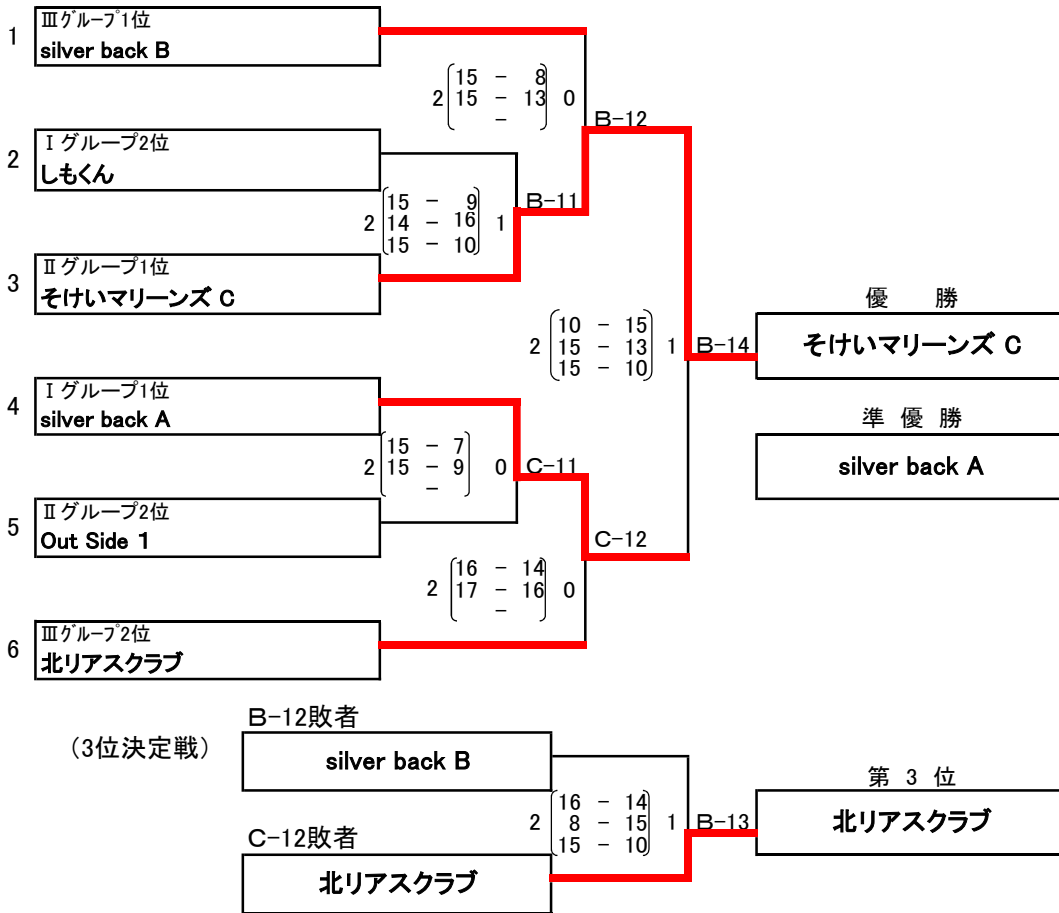 1
Ⅲグループ1位
silver back B
2
15 - 8
15 - 13
-
0
B-12
2
Ⅰグループ2位
しもくん
2
15 - 9
14 - 16
15 - 10
1
B-11
3
Ⅱグループ1位
そけいマリーンズ C
優 勝
そけいマリーンズ C
2
10 - 15
15 - 13
15 - 10
1
B-14
準 優 勝
silver back A
4
Ⅰグループ1位
silver back A
2
15 - 7
15 - 9
-
0
C-11
5
Ⅱグループ2位
Out Side 1
C-12
2
16 - 14
17 - 16
-
0
6
Ⅲグループ2位
北リアスクラブ
(3位決定戦)
B-12敗者
silver back B
2
16 - 14
8 - 15
15 - 10
1
B-13
第 3 位
北リアスクラブ
C-12敗者
北リアスクラブ